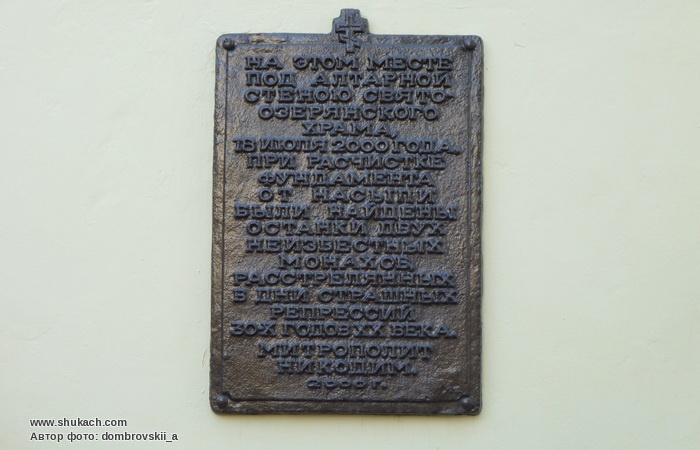 НА ЭТОМ МЕСТЕ
ПОД АЛТАРНОЙ
СТЕНОЮ СВЯТО-
ОЗЕРЯНСКОГО
ХРАМА,
18 ИЮЛЯ 2000 ГОДА.
ПРИ РАСЧИСТКЕ
ФУНДАМЕНТА
ОТ НАСЫПИ
БЫЛИ НАЙДЕНЫ
ОСТАНКИ ДВУХ
НЕИЗВЕСТНЫХ
МОНАХОВ,
РАССТРЕЛЯННЫХ
В ДНИ СТРАШНЫХ
РЕПРЕССИЙ
30-Х ГОДОВ XX ВЕКА.
МИТРОПОЛИТ
НИКОДИМ.
2000 г.
www.shukach.com
Автор фото: dombrovskii_a